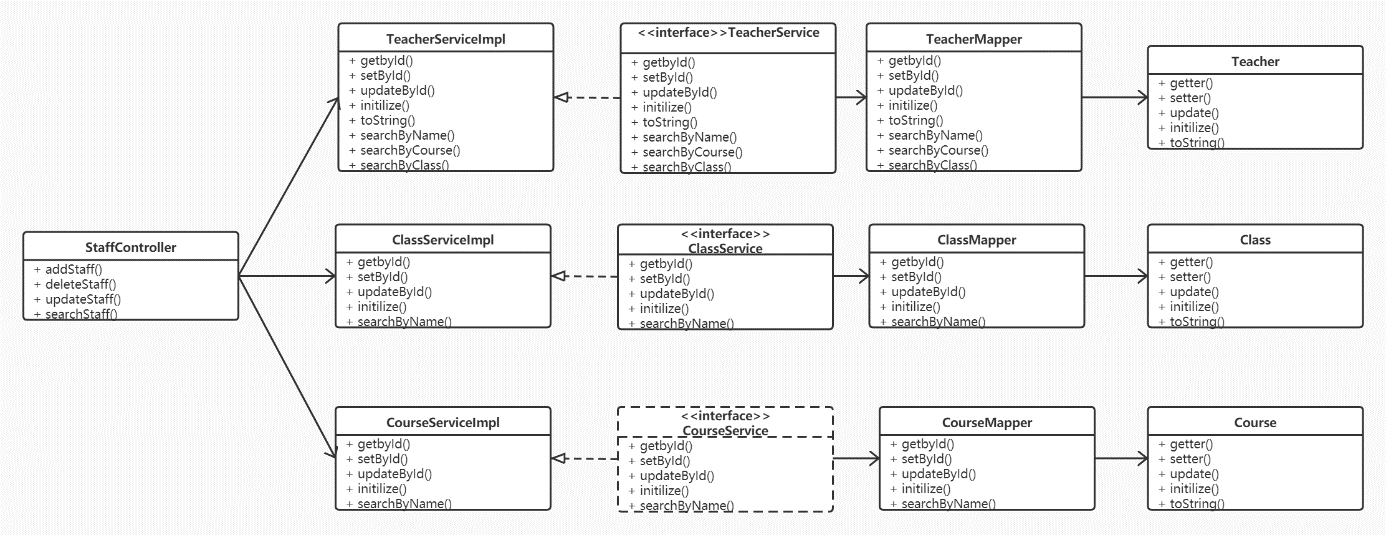 TeacherServiceImpl
+ getbyId()
+ setById()
+ updateById()
+ initilize()
+ toString()
+ searchByName()
+ searchByCourse()
+ searchByClass()
<<interface>>TeacherService
+ getbyId()
+ setById()
+ updateById()
+ initilize()
+ toString()
+ searchByName()
+ searchByCourse()
+ searchByClass()
TeacherMapper
+ getbyId()
+ setById()
+ updateById()
+ initilize()
+ toString()
+ searchByName()
+ searchByCourse()
+ searchByClass()
Teacher
+ getter()
+ setter()
+ update()
+ initilize()
+ toString()
StaffController
+ addStaff()
+ deleteStaff()
+ updateStaff()
+ searchStaff()
ClassServiceImpl
+ getbyId()
+ setById()
+ updateById()
+ initilize()
+ searchByName()
<<interface>>
ClassService
+ getbyId()
+ setById()
+ updateById()
+ initilize()
+ searchByName()
ClassMapper
+ getbyId()
+ setById()
+ updateById()
+ initilize()
+ searchByName()
Class
+ getter()
+ setter()
+ update()
+ initilize()
+ toString()
CourseServiceImpl
+ getbyId()
+ setById()
+ updateById()
+ initilize()
+ searchByName()
<<interface>>
CourseService
+ getbyId()
+ setById()
+ updateById()
+ initilize()
+ searchByName()
CourseMapper
+ getbyId()
+ setById()
+ updateById()
+ initilize()
+ searchByName()
Course
+ getter()
+ setter()
+ update()
+ initilize()
+ toString()